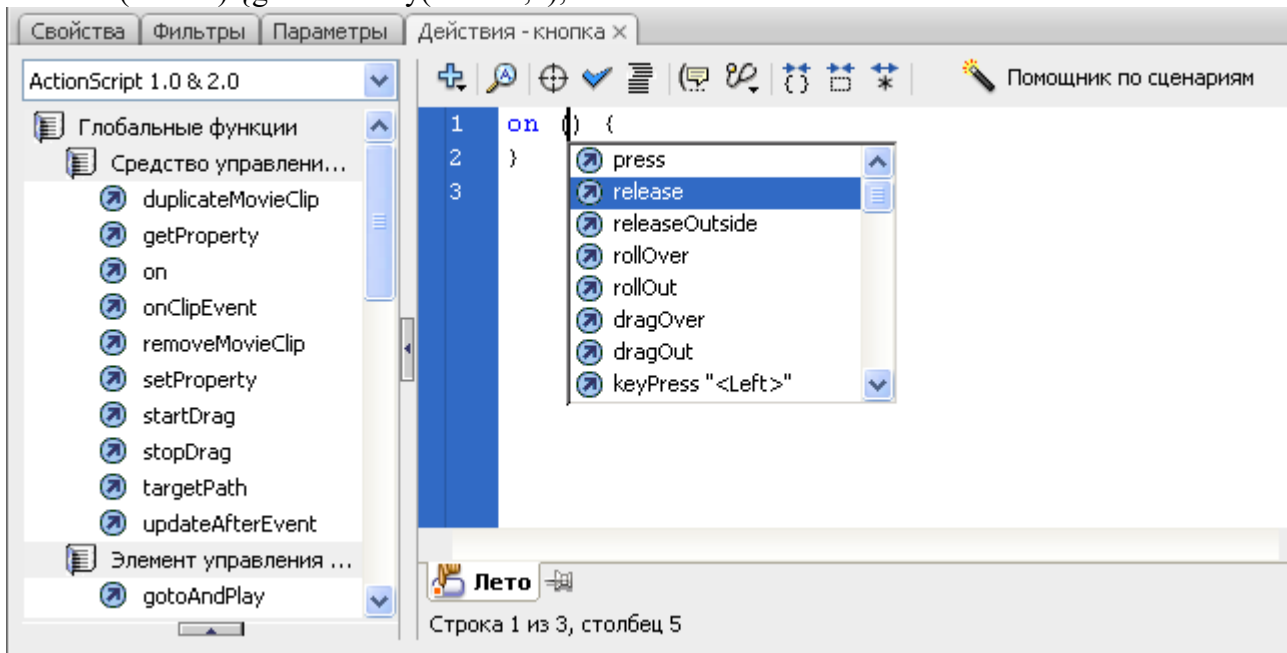 Свойства Фильтры Параметры Действия - кнопка ×
ActionScript 1.0 & 2.0
Помощник по сценариям
Глобальные функции
Средство управлени...
duplicateMovieClip
getProperty
on
onClipEvent
removeMovieClip
setProperty
startDrag
stopDrag
targetPath
updateAfterEvent
Элемент управления ...
gotoAndPlay
1 on () {
2 }
3
press
release
releaseOutside
rollOver
rollOut
dragOver
dragOut
keyPress "<Left>"
Лето
Строка 1 из 3, столбец 5